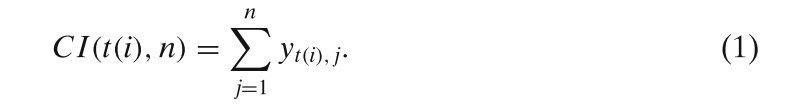 CI(t(i), n) = \sum_{j=1}^{n} y_{t(i), j}. (1)